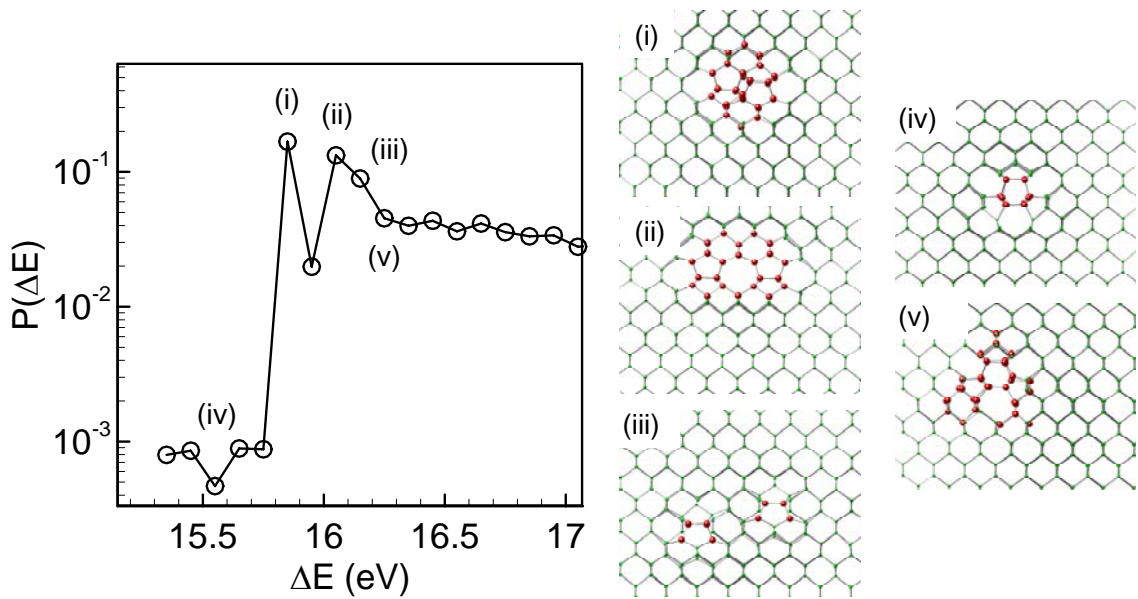 (i)
(ii)
(iii)
(iv)
(v)
P(ΔE)
10⁻¹
10⁻²
10⁻³
15.5
16
16.5
17
ΔE (eV)
(i)
(ii)
(iii)
(iv)
(v)